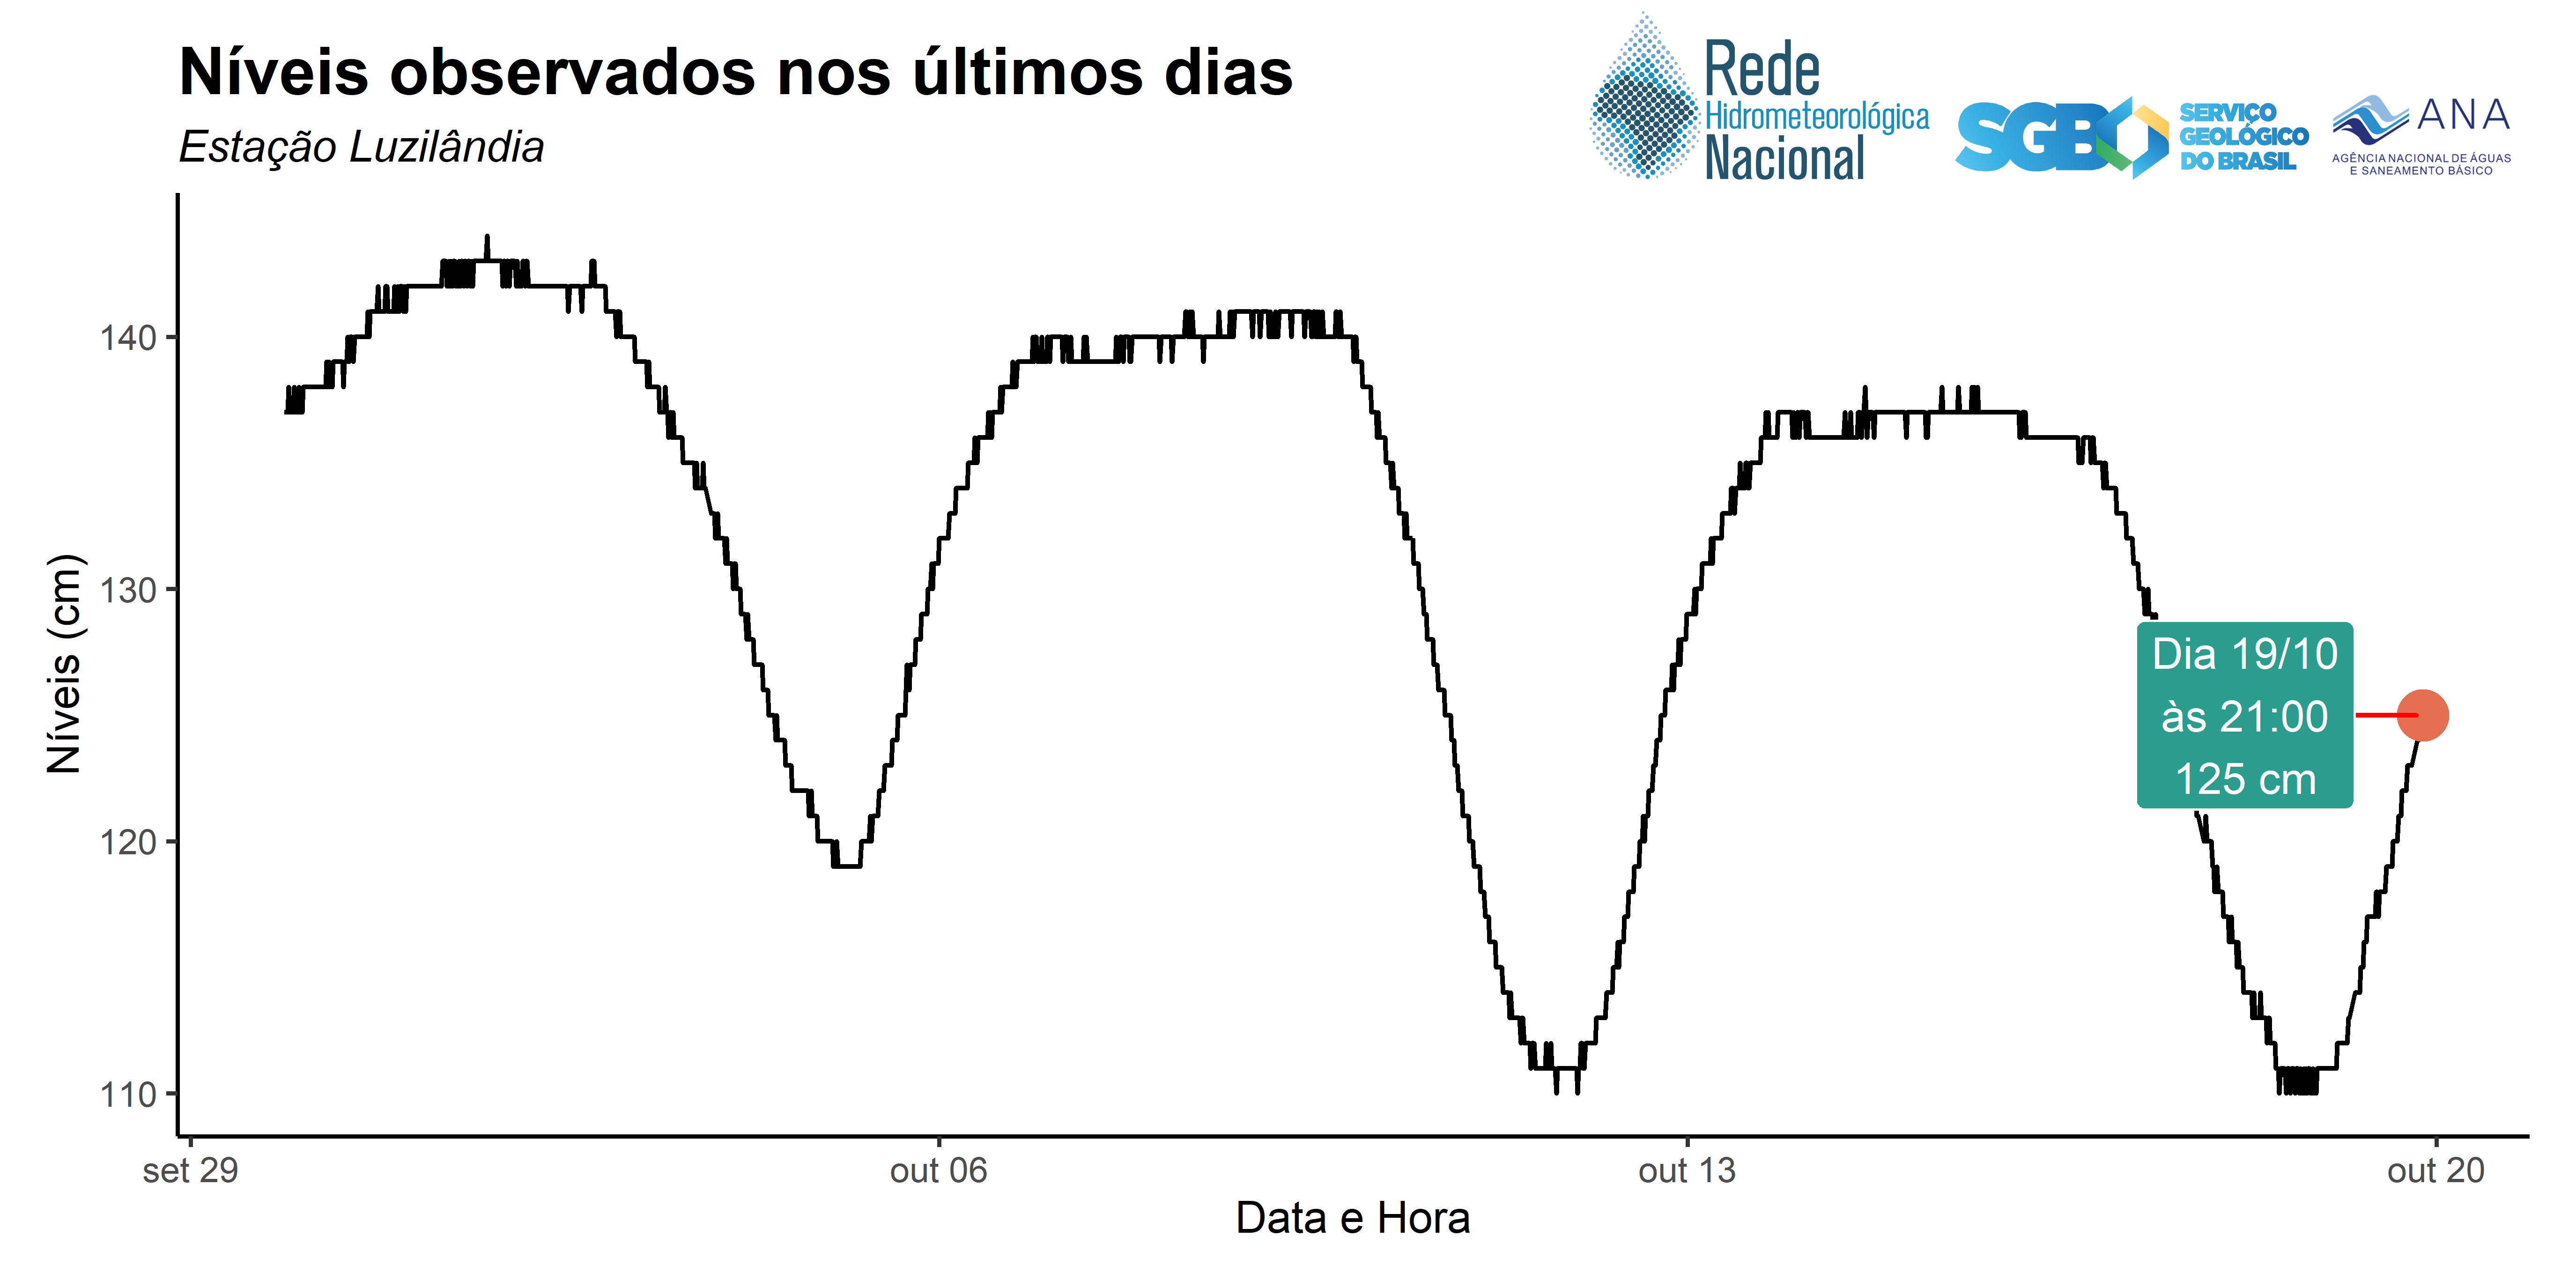 Níveis observados nos últimos dias
Estação Luzilândia
Rede
Hidrometeorológica
Nacional
SGB
SERVIÇO
GEOLÓGICO
DO BRASIL
ANA
AGÊNCIA NACIONAL DE ÁGUAS
E SANEAMENTO BÁSICO
Níveis (cm)
140
130
120
110
Dia 19/10
às 21:00
125 cm
set 29
out 06
out 13
out 20
Data e Hora